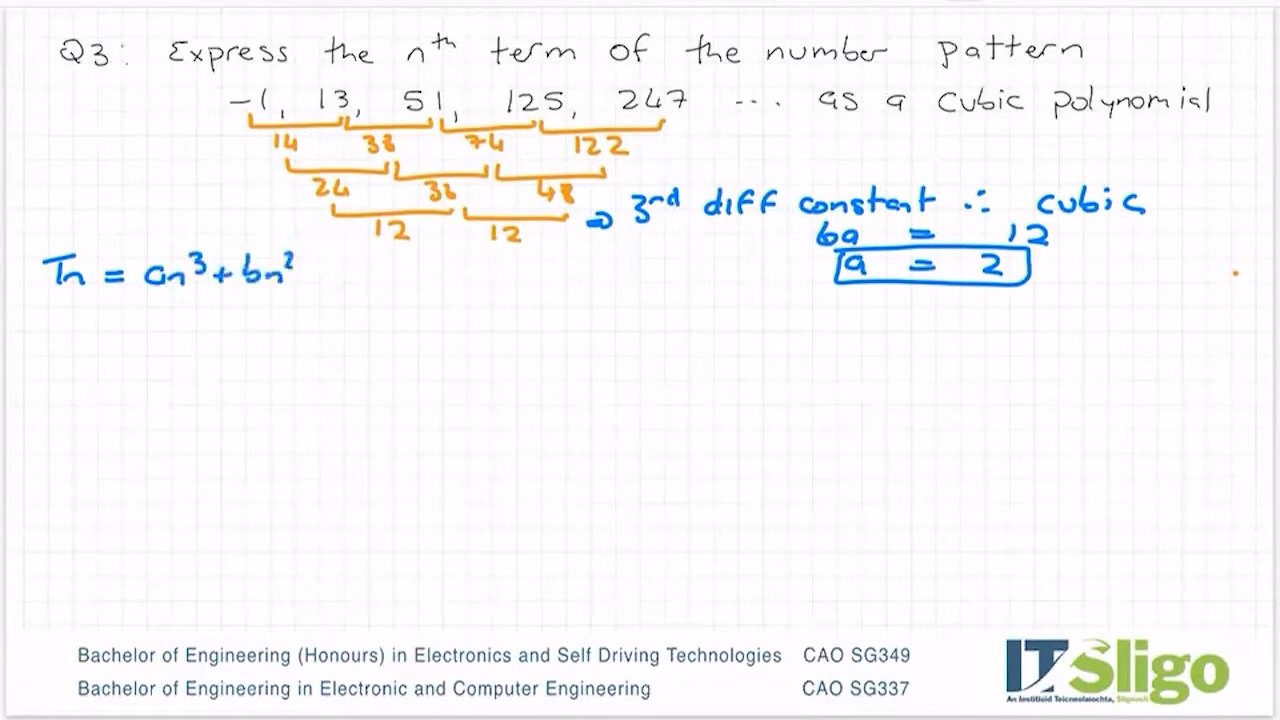 Q3: Express the nth term of the number pattern
-1, 13, 51, 125, 247 ... as a cubic polynomial
14 38 74 122
24 36 48
⇒ 3rd diff constant ∴ cubic
12 12
6a = 12
a = 2
Tn = an³ + bn²
Bachelor of Engineering (Honours) in Electronics and Self Driving Technologies CAO SG349
Bachelor of Engineering in Electronic and Computer Engineering CAO SG337
IT Sligo
An Institiúid Teicneolaíochta, Sligeach